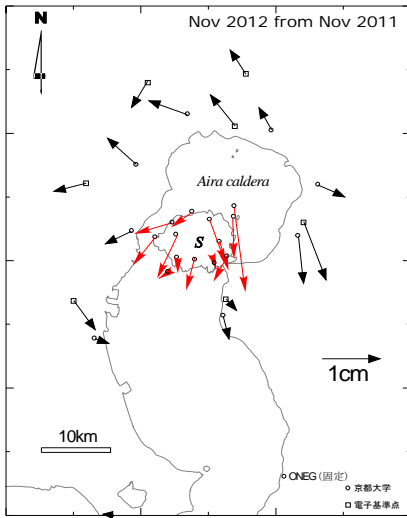 Nov 2012 from Nov 2011
N
Aira caldera
S
1cm
10km
ONEG (固定)
京都大学
電子基準点